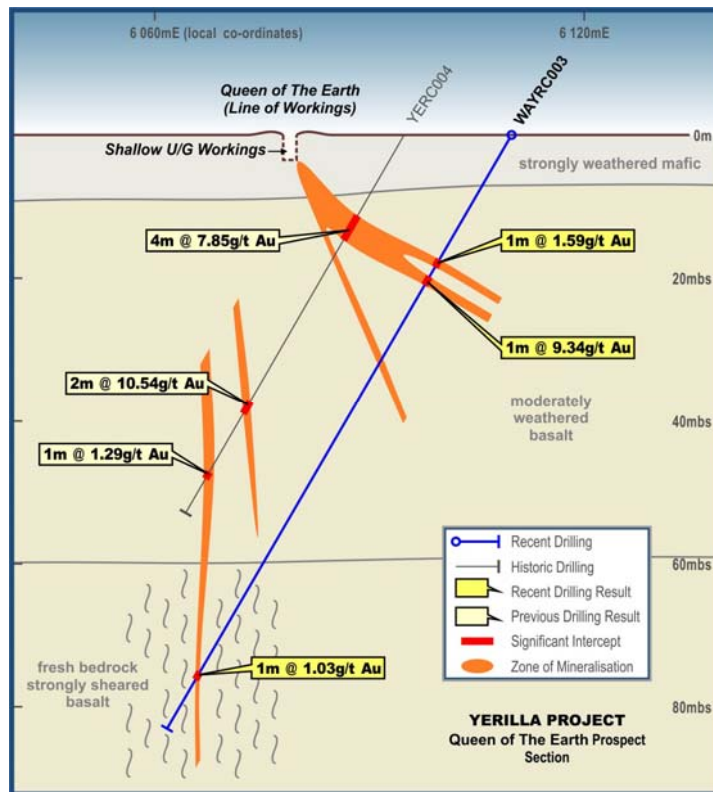 6 060mE (local co-ordinates)
6 120mE
YERC004
WAYRC003
Queen of The Earth
(Line of Workings)
0m
Shallow U/G Workings
strongly weathered mafic
4m @ 7.85g/t Au
1m @ 1.59g/t Au
20mbs
1m @ 9.34g/t Au
2m @ 10.54g/t Au
moderately
weathered
basalt
40mbs
1m @ 1.29g/t Au
Recent Drilling
60mbs
Historic Drilling
Recent Drilling Result
Previous Drilling Result
Significant Intercept
Zone of Mineralisation
fresh bedrock
strongly sheared
basalt
1m @ 1.03g/t Au
80mbs
YERILLA PROJECT
Queen of The Earth Prospect
Section